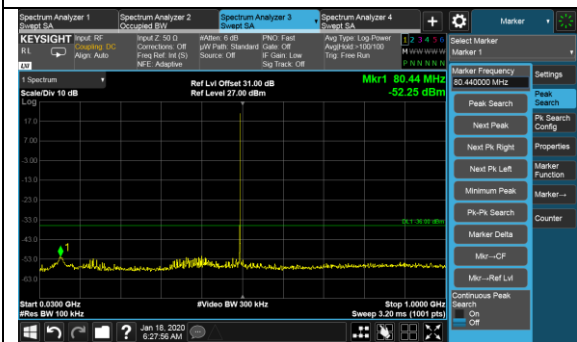 Spectrum Analyzer 1
Swept SA
Spectrum Analyzer 2
Occupied BW
Spectrum Analyzer 3
Swept SA
Spectrum Analyzer 4
Swept SA
+
Marker
KEYSIGHT
RL
Input: RF
Coupling: DC
Align: Auto
Input Z: 50 Ω
Corrections: Off
Freq Ref: Int (S)
NFE: Adaptive
#Atten: 6 dB
µW Path: Standard
Source: Off
PNO: Fast
Gate: Off
IF Gain: Low
Sig Track: Off
Avg Type: Log-Power
Avg|Hold:>100/100
Trig: Free Run
1 2 3 4 5 6
M W W W W W
P N N N N N
LM
Select Marker
Marker 1
1 Spectrum
Scale/Div 10 dB
Log
Ref Lvl Offset 31.00 dB
Ref Level 27.00 dBm
Mkr1 80.44 MHz
-52.25 dBm
17.0
7.00
-3.00
-13.0
-23.0
-33.0
-43.0
-53.0
-63.0
DL1 -36.00 dBm
1
Start 0.0300 GHz
#Res BW 100 kHz
#Video BW 300 kHz
Stop 1.0000 GHz
Sweep 3.20 ms (1001 pts)
Marker Frequency
80.440000 MHz
Peak Search
Next Peak
Next Pk Right
Next Pk Left
Minimum Peak
Pk-Pk Search
Marker Delta
Mkr→CF
Mkr→Ref Lvl
Continuous Peak
Search
On
Off
Settings
Peak
Search
Pk Search
Config
Properties
Marker
Function
Marker→
Counter
?
Jan 18, 2020
6:27:56 AM